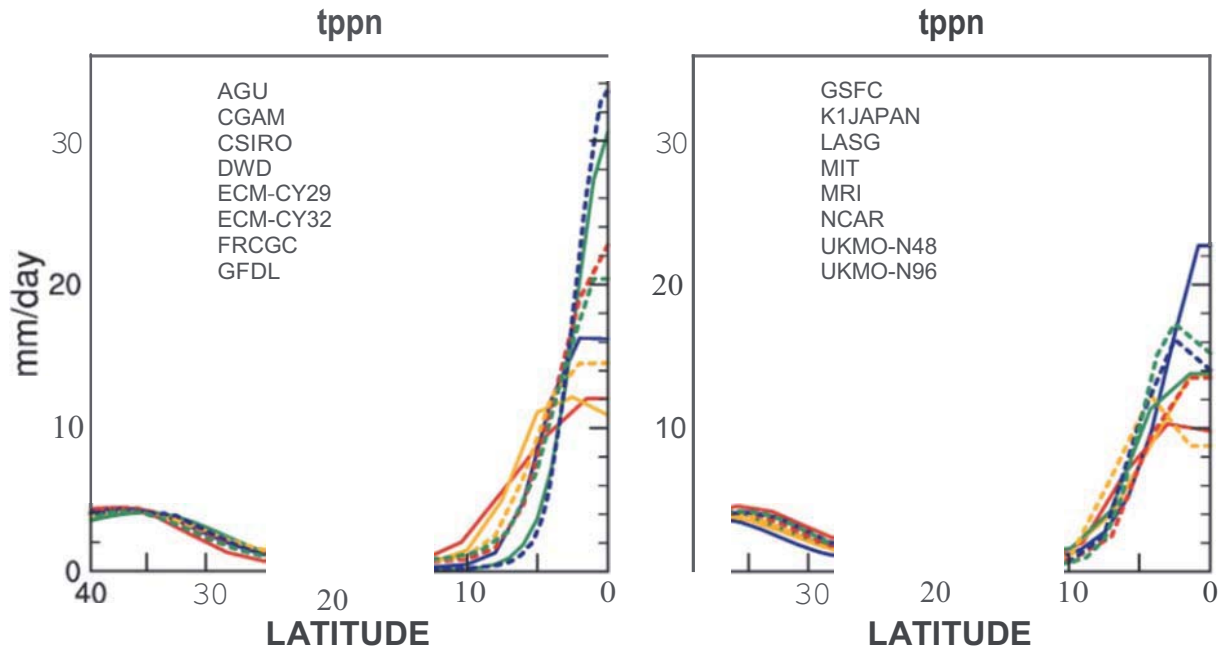 tppn
AGU
CGAM
CSIRO
DWD
ECM-CY29
ECM-CY32
FRCGC
GFDL
30
20
10
0
mm/day
40 30 20 10 0
LATITUDE
tppn
GSFC
K1JAPAN
LASG
MIT
MRI
NCAR
UKMO-N48
UKMO-N96
30
20
10
30 20 10 0
LATITUDE